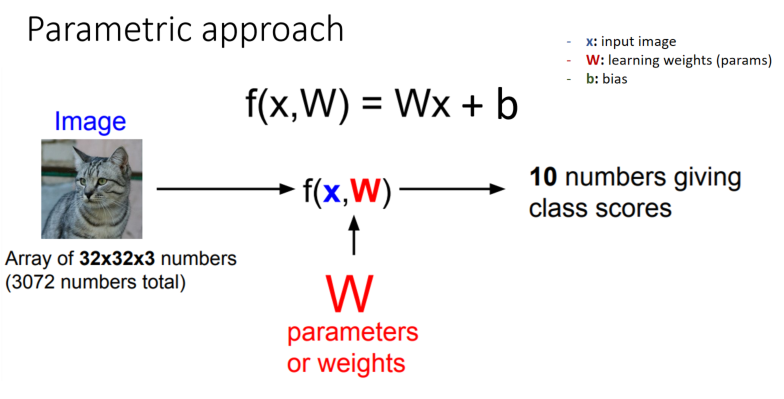 Parametric approach
- x: input image
- W: learning weights (params)
- b: bias
f(x,W) = Wx + b
Image
f(x,W)
10 numbers giving
class scores
Array of 32x32x3 numbers
(3072 numbers total)
W
parameters
or weights